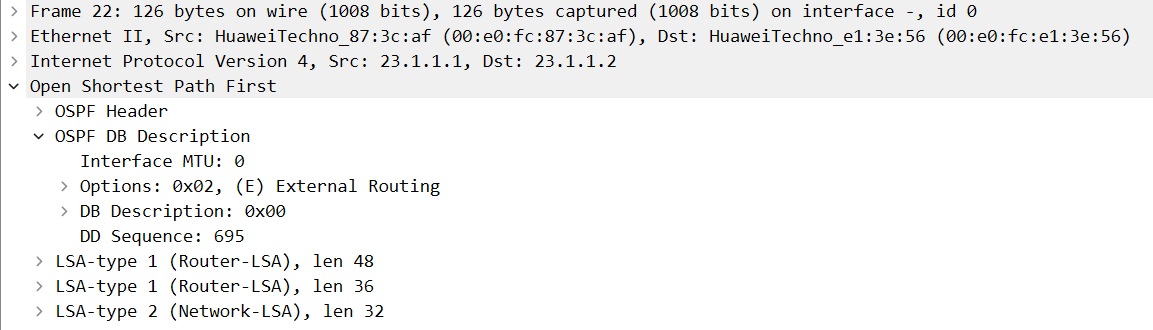 Frame 22: 126 bytes on wire (1008 bits), 126 bytes captured (1008 bits) on interface -, id 0
Ethernet II, Src: HuaweiTechno_87:3c:af (00:e0:fc:87:3c:af), Dst: HuaweiTechno_e1:3e:56 (00:e0:fc:e1:3e:56)
Internet Protocol Version 4, Src: 23.1.1.1, Dst: 23.1.1.2
Open Shortest Path First
OSPF Header
OSPF DB Description
Interface MTU: 0
Options: 0x02, (E) External Routing
DB Description: 0x00
DD Sequence: 695
LSA-type 1 (Router-LSA), len 48
LSA-type 1 (Router-LSA), len 36
LSA-type 2 (Network-LSA), len 32